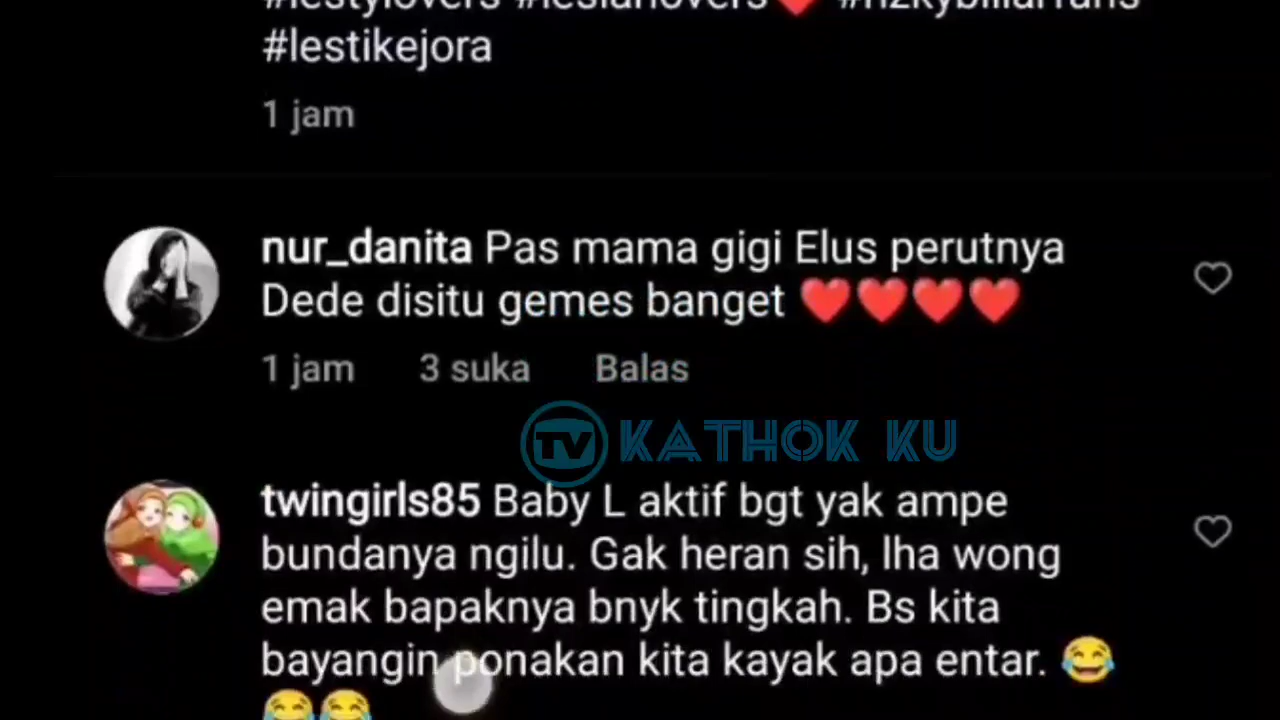 #lestylovers #leslarlovers❤️ #rizkybillarfans
#lestikejora
1 jam
nur_danita Pas mama gigi Elus perutnya
Dede disitu gemes banget ❤️❤️❤️❤️
1 jam 3 suka Balas
TV KATHOK KU
twingirls85 Baby L aktif bgt yak ampe
bundanya ngilu. Gak heran sih, lha wong
emak bapaknya bnyk tingkah. Bs kita
bayangin ponakan kita kayak apa entar. 😂
😂😂